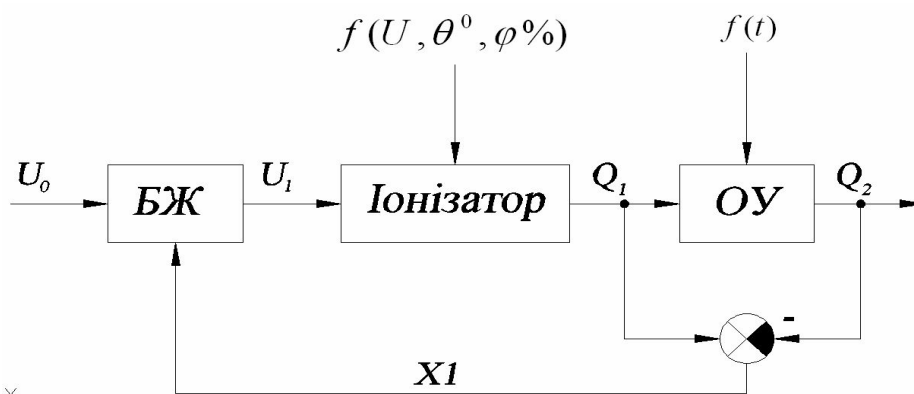 f(U, θ⁰, φ%)
f(t)
U₀
БЖ
U₁
Іонізатор
Q₁
ОУ
Q₂
-
X1